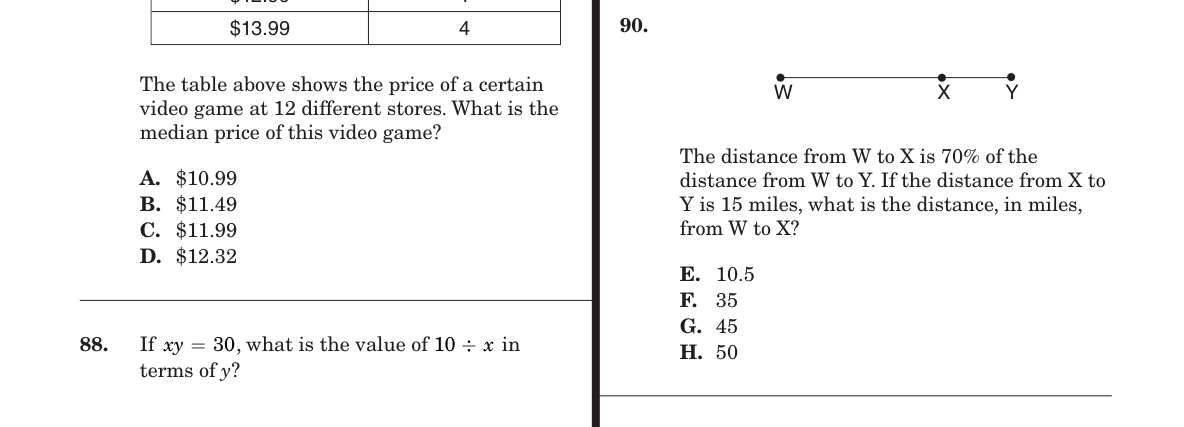 $13.99 4
The table above shows the price of a certain
video game at 12 different stores. What is the
median price of this video game?
A. $10.99
B. $11.49
C. $11.99
D. $12.32
88. If xy = 30, what is the value of 10 ÷ x in
terms of y?
90.
W X Y
The distance from W to X is 70% of the
distance from W to Y. If the distance from X to
Y is 15 miles, what is the distance, in miles,
from W to X?
E. 10.5
F. 35
G. 45
H. 50